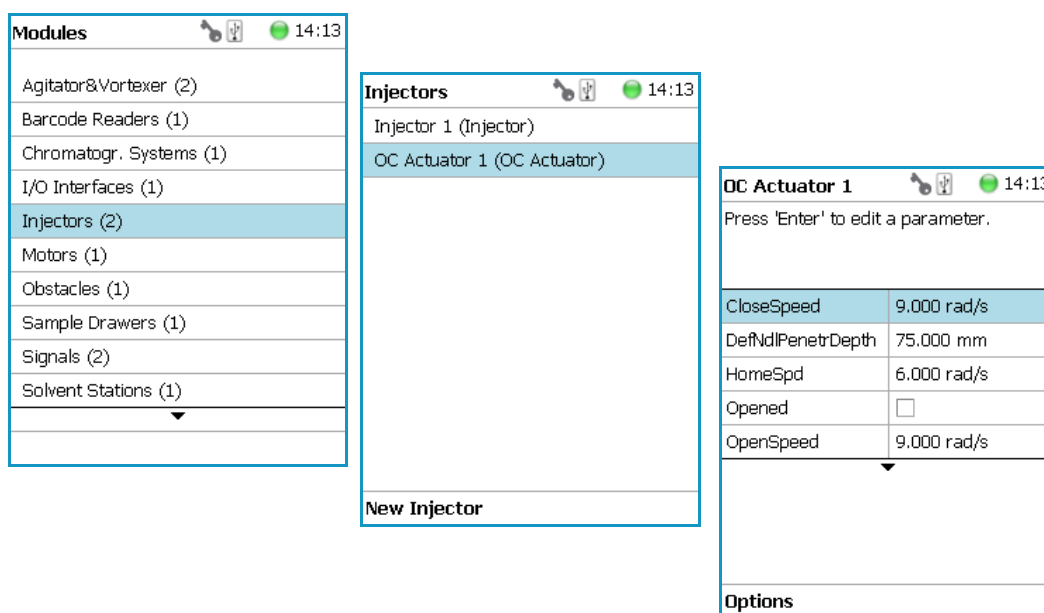 Modules 14:13
Agitator&Vortexer (2)
Barcode Readers (1)
Chromatogr. Systems (1)
I/O Interfaces (1)
Injectors (2)
Motors (1)
Obstacles (1)
Sample Drawers (1)
Signals (2)
Solvent Stations (1)
Injectors 14:13
Injector 1 (Injector)
OC Actuator 1 (OC Actuator)
New Injector
OC Actuator 1 14:13
Press 'Enter' to edit a parameter.
CloseSpeed 9.000 rad/s
DefNdlPenetrDepth 75.000 mm
HomeSpd 6.000 rad/s
Opened
OpenSpeed 9.000 rad/s
Options